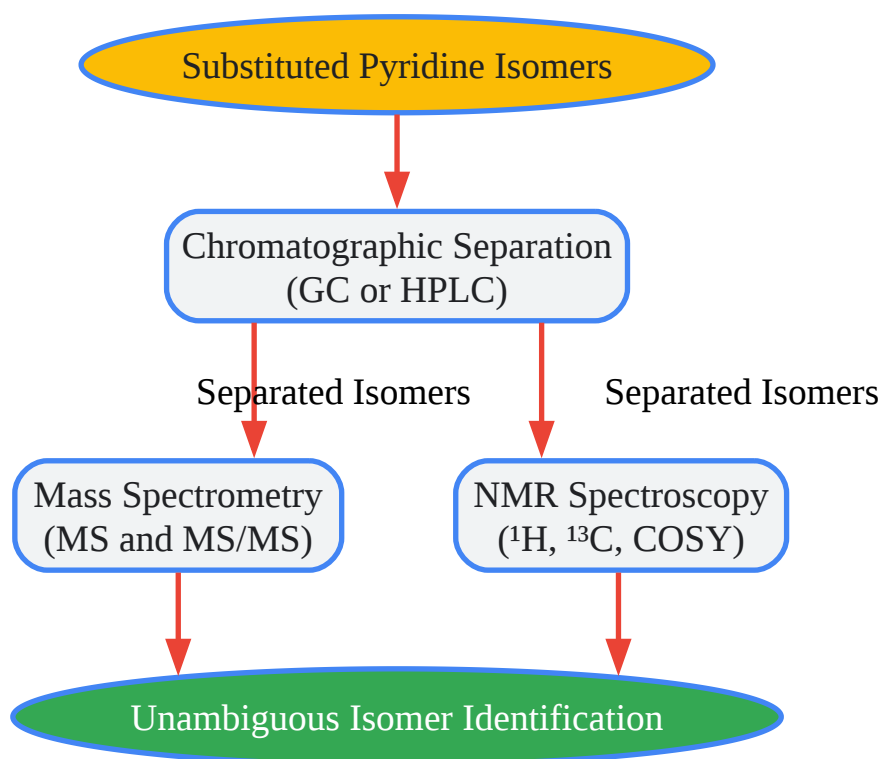 Substituted Pyridine Isomers
Chromatographic Separation
(GC or HPLC)
Separated Isomers
Separated Isomers
Mass Spectrometry
(MS and MS/MS)
NMR Spectroscopy
(¹H, ¹³C, COSY)
Unambiguous Isomer Identification